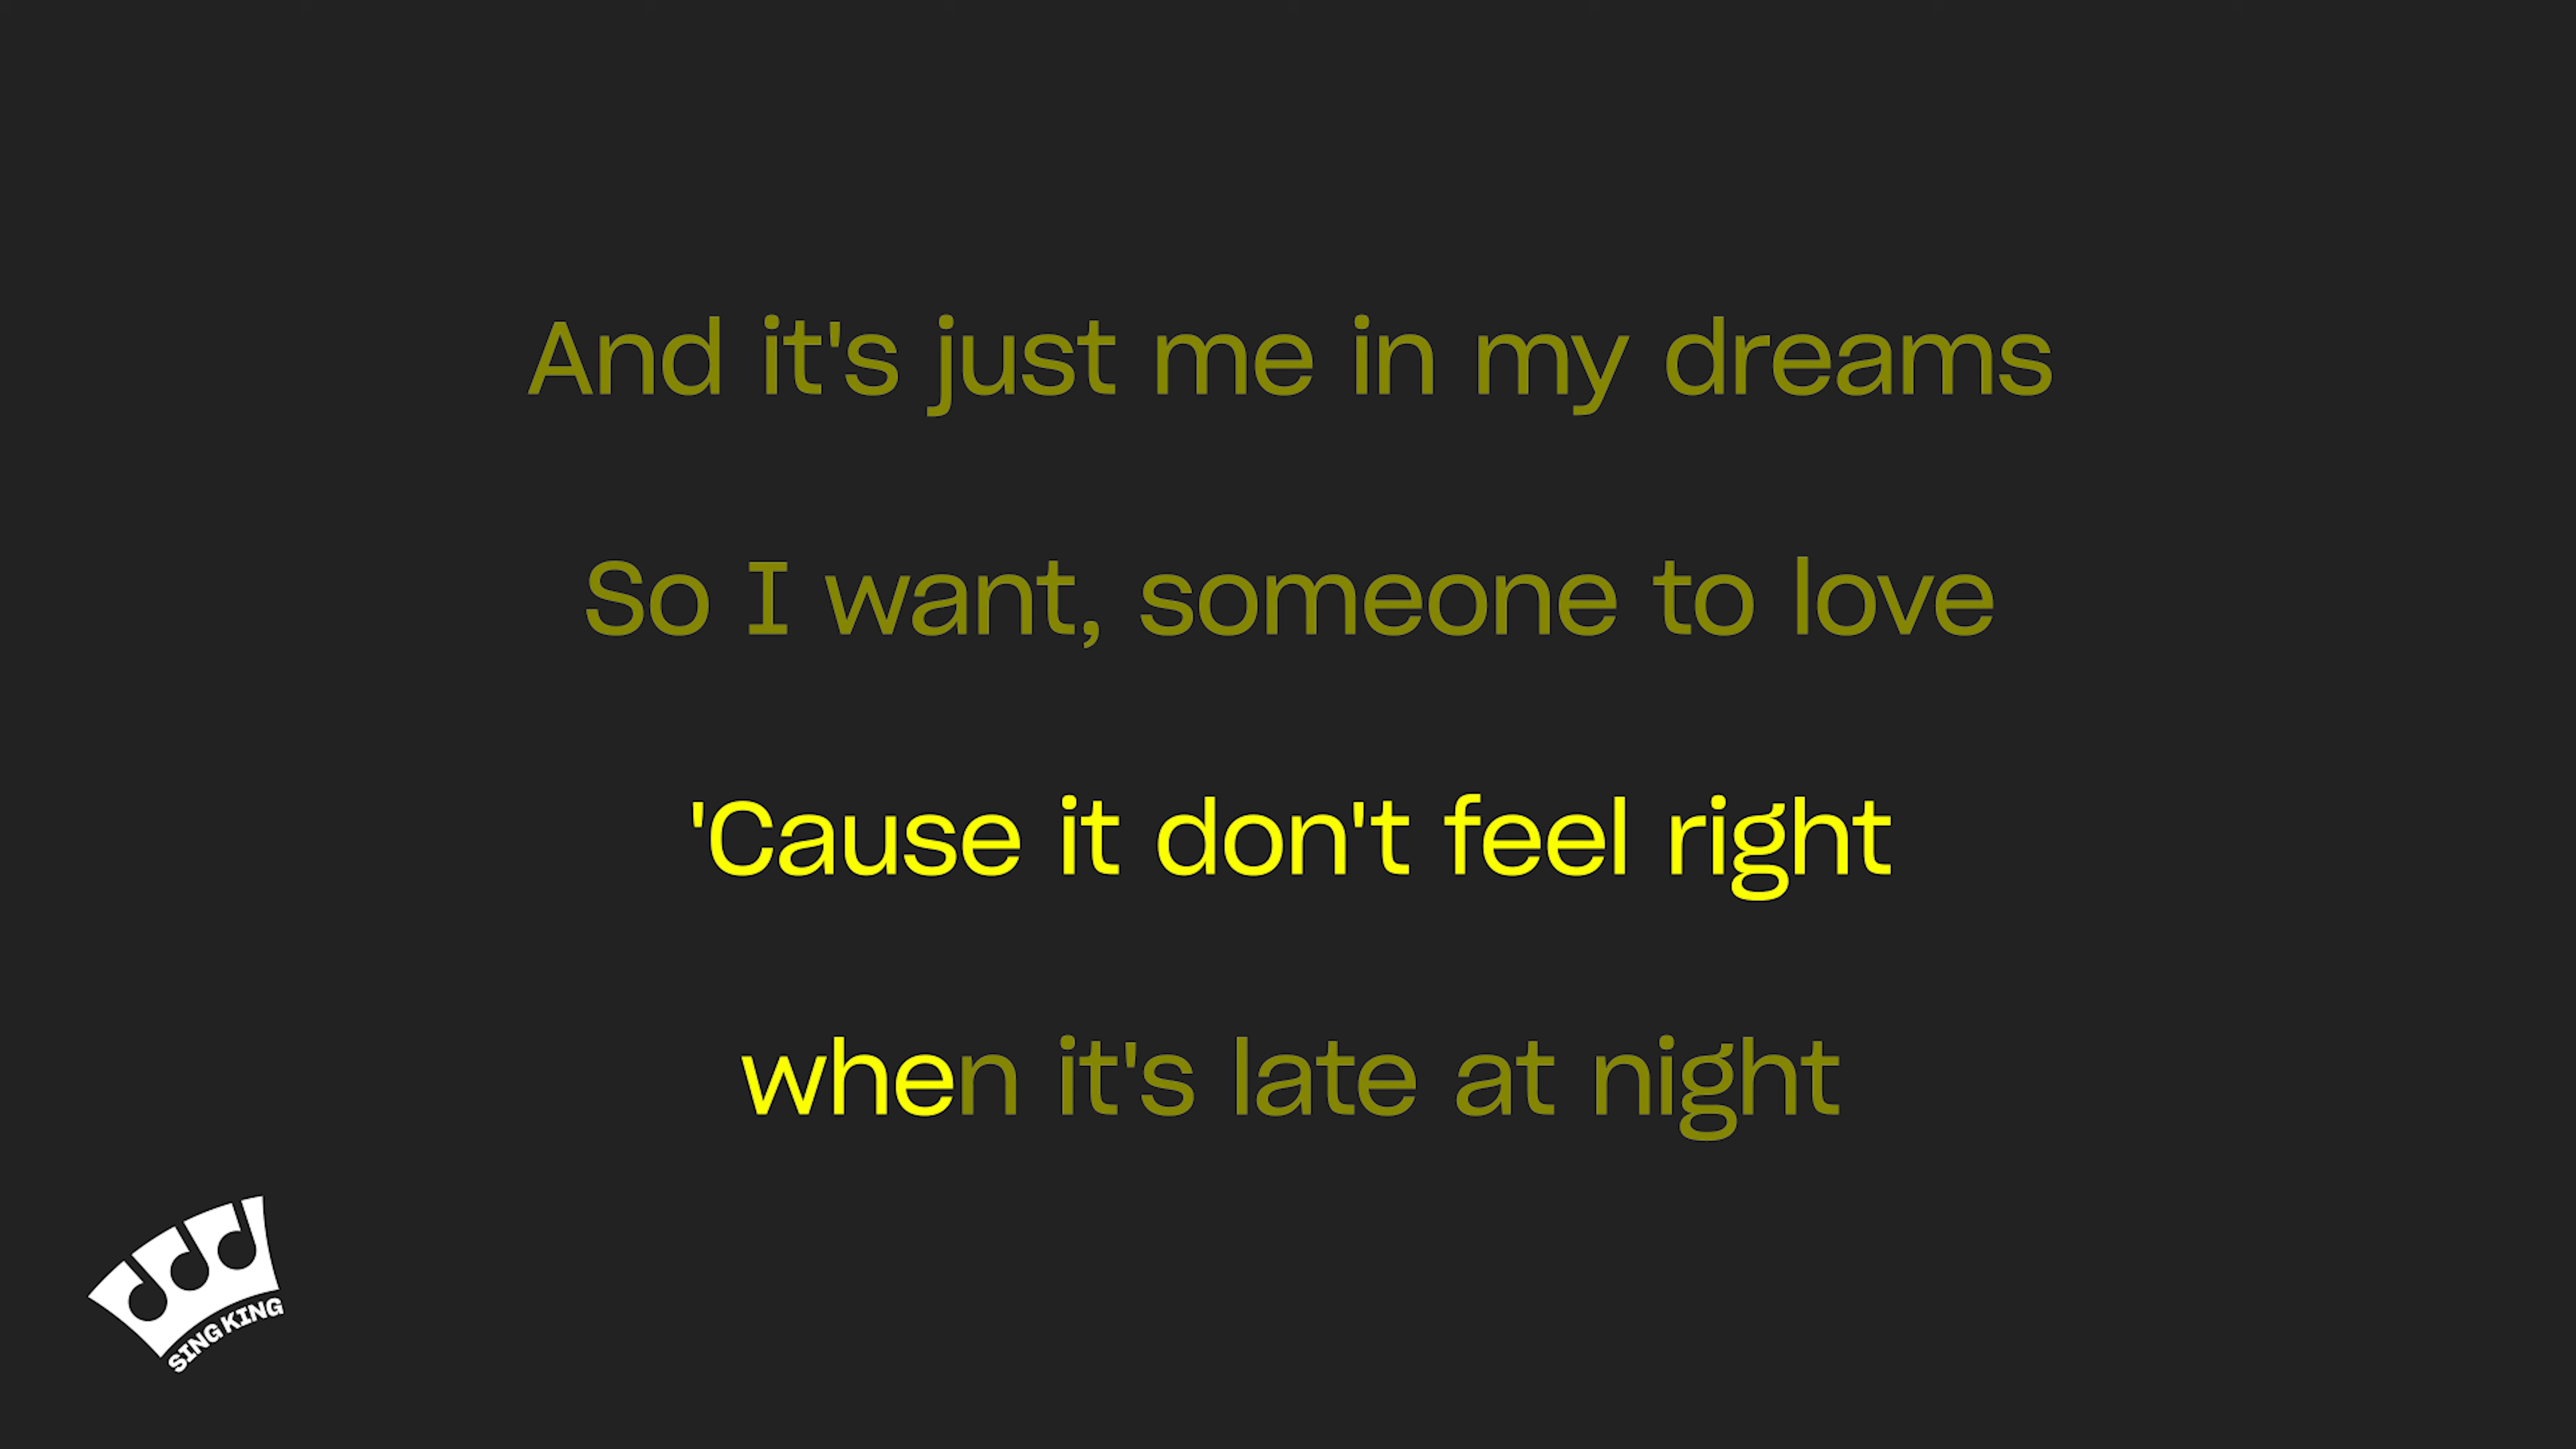 And it's just me in my dreams
So I want, someone to love
'Cause it don't feel right
when it's late at night
SING KING